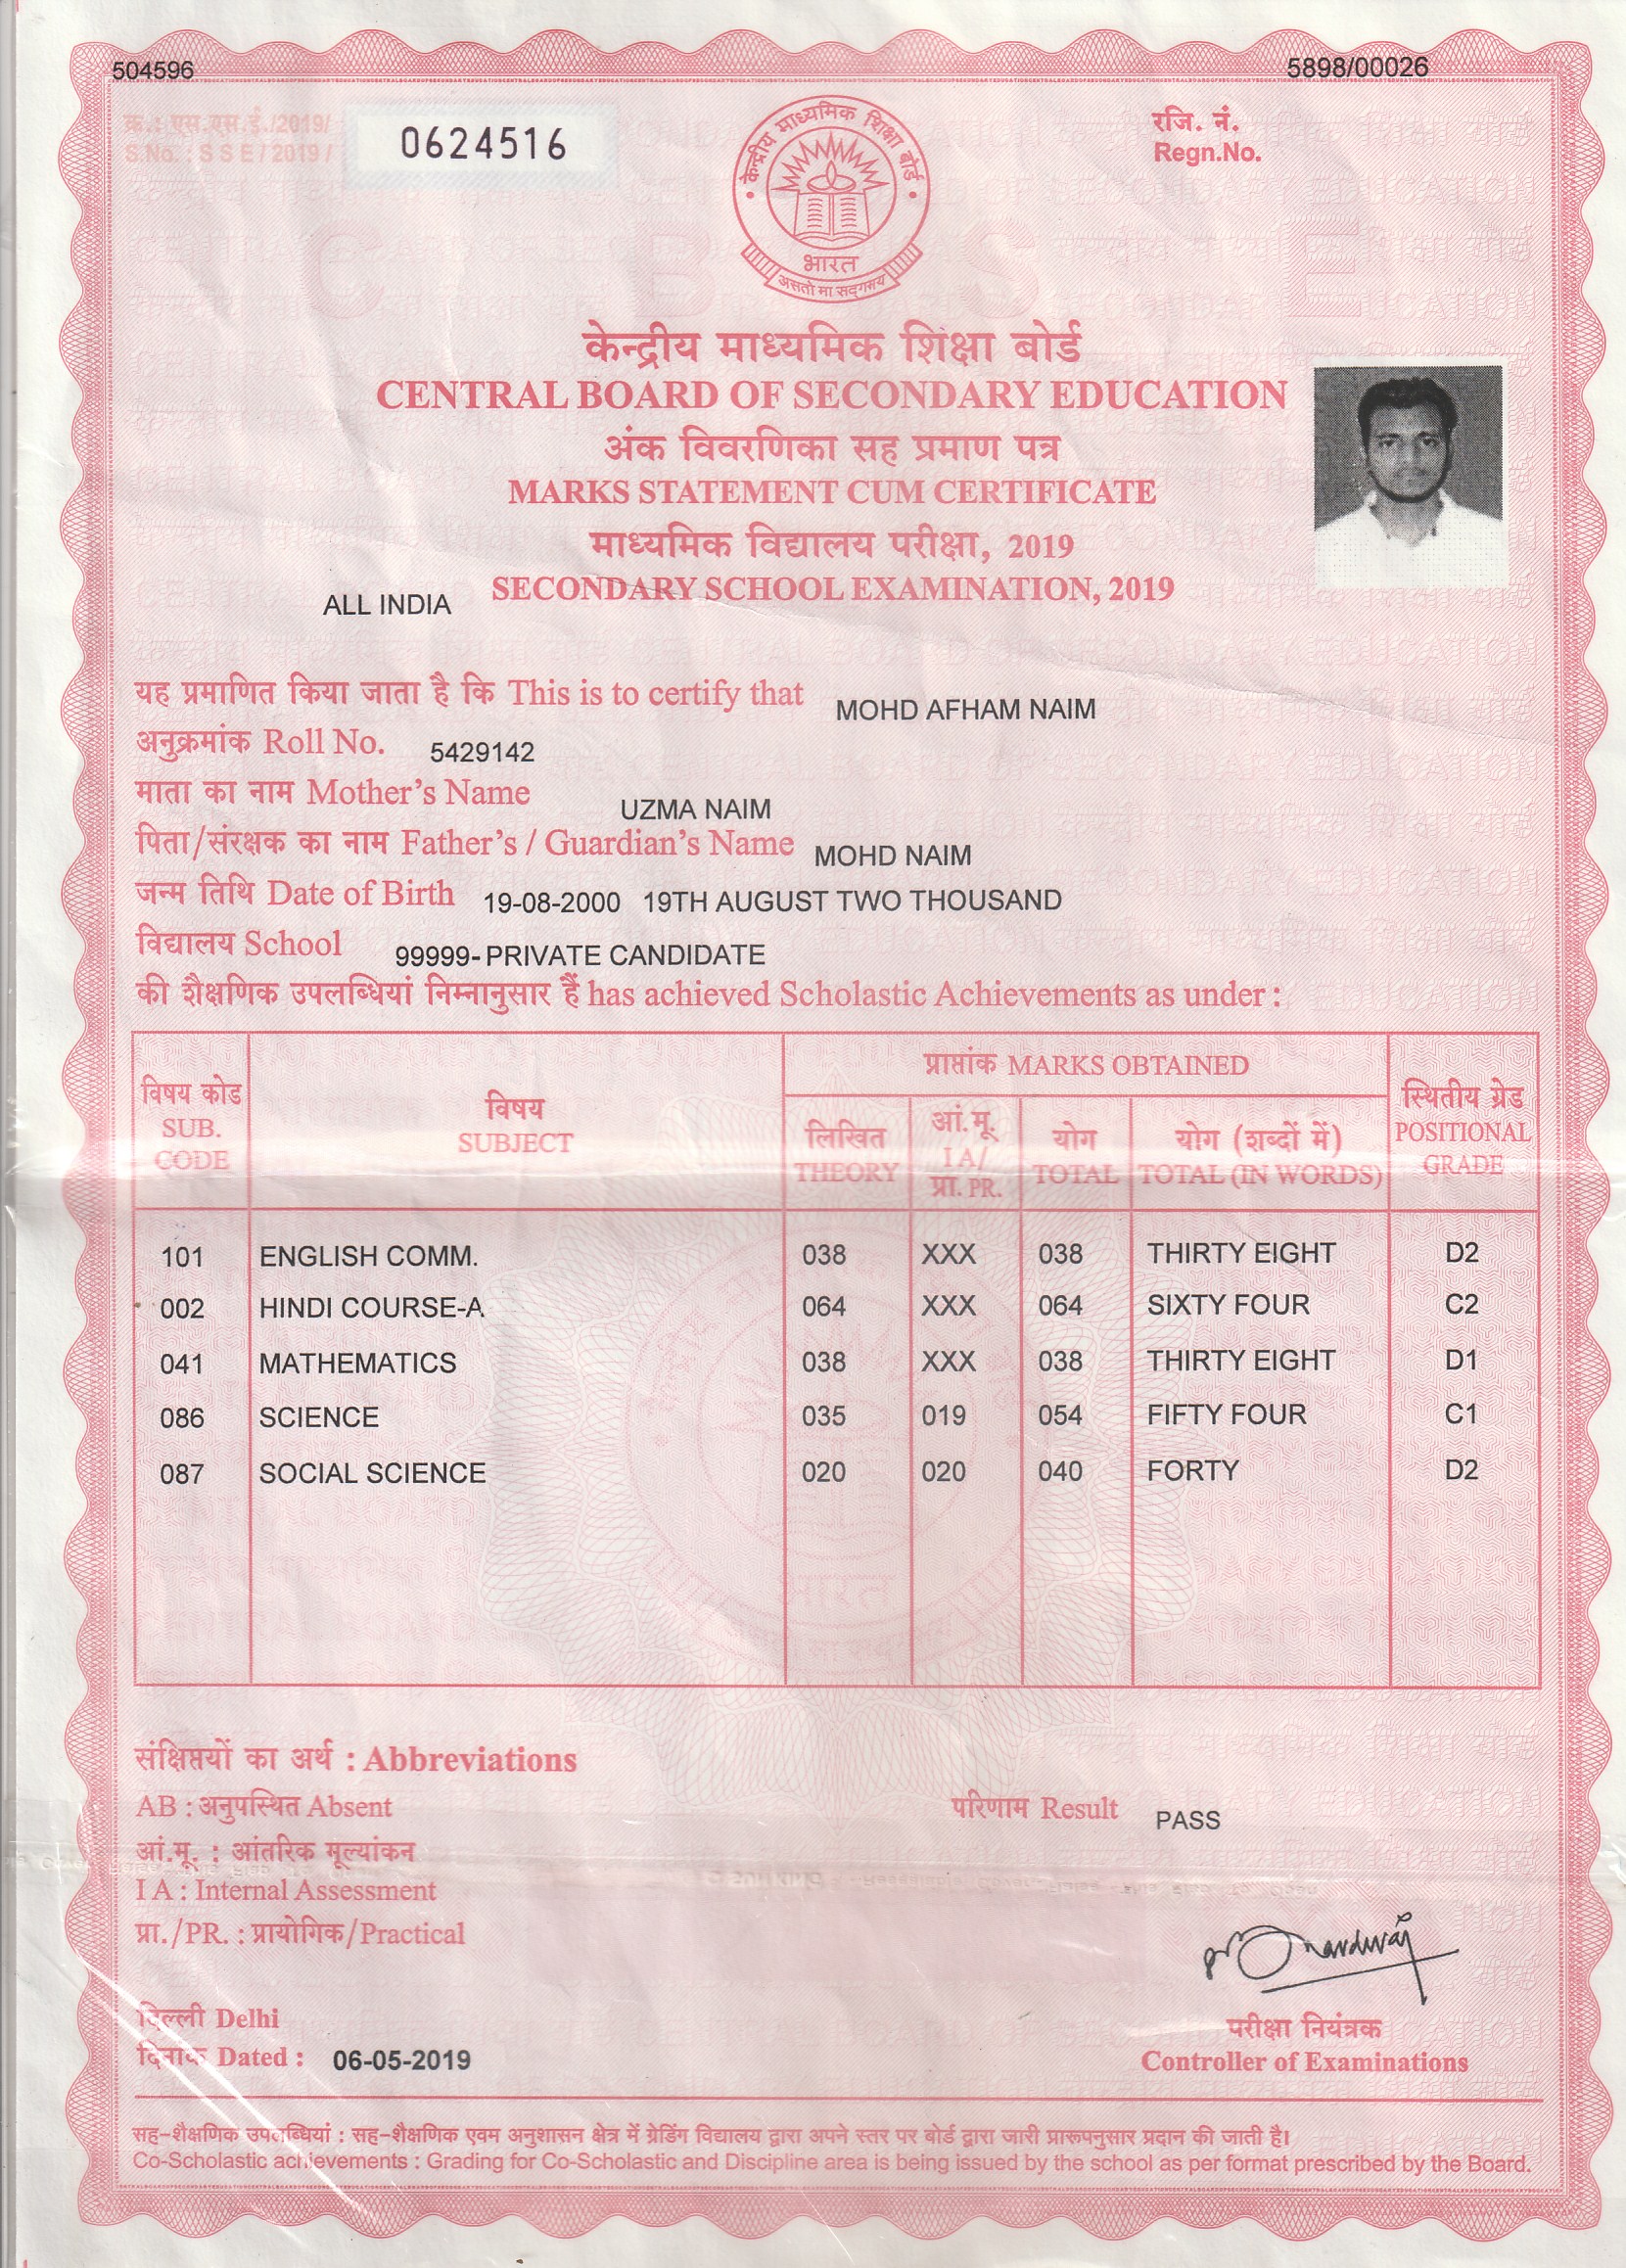 504596 5898/00026
क्र.: एस.एस.ई./2019/ रजि. नं.
S.No. : S S E / 2019 / 0624516 Regn.No.
केन्द्रीय माध्यमिक शिक्षा बोर्ड
भारत
असतो मा सद्गमय
केन्द्रीय माध्यमिक शिक्षा बोर्ड
CENTRAL BOARD OF SECONDARY EDUCATION
अंक विवरणिका सह प्रमाण पत्र
MARKS STATEMENT CUM CERTIFICATE
माध्यमिक विद्यालय परीक्षा, 2019
ALL INDIA SECONDARY SCHOOL EXAMINATION, 2019
यह प्रमाणित किया जाता है कि This is to certify that MOHD AFHAM NAIM
अनुक्रमांक Roll No. 5429142
माता का नाम Mother's Name UZMA NAIM
पिता/संरक्षक का नाम Father's / Guardian's Name MOHD NAIM
जन्म तिथि Date of Birth 19-08-2000 19TH AUGUST TWO THOUSAND
विद्यालय School 99999-PRIVATE CANDIDATE
की शैक्षणिक उपलब्धियां निम्नानुसार हैं has achieved Scholastic Achievements as under :
विषय कोड SUB. CODE विषय SUBJECT प्राप्तांक MARKS OBTAINED स्थितीय ग्रेड POSITIONAL GRADE
लिखित THEORY आं.मू. I A/ प्रा. PR. योग TOTAL योग (शब्दों में) TOTAL (IN WORDS)
101 ENGLISH COMM. 038 XXX 038 THIRTY EIGHT D2
002 HINDI COURSE-A 064 XXX 064 SIXTY FOUR C2
041 MATHEMATICS 038 XXX 038 THIRTY EIGHT D1
086 SCIENCE 035 019 054 FIFTY FOUR C1
087 SOCIAL SCIENCE 020 020 040 FORTY D2
संक्षिप्तियों का अर्थ : Abbreviations
AB : अनुपस्थित Absent परिणाम Result PASS
आं.मू. : आंतरिक मूल्यांकन
I A : Internal Assessment
प्रा./PR. : प्रायोगिक/Practical
दिल्ली Delhi परीक्षा नियंत्रक
दिनांक Dated : 06-05-2019 Controller of Examinations
सह-शैक्षणिक उपलब्धियां : सह-शैक्षणिक एवम अनुशासन क्षेत्र में ग्रेडिंग विद्यालय द्वारा अपने स्तर पर बोर्ड द्वारा जारी प्रारूपनुसार प्रदान की जाती है।
Co-Scholastic achievements : Grading for Co-Scholastic and Discipline area is being issued by the school as per format prescribed by the Board.